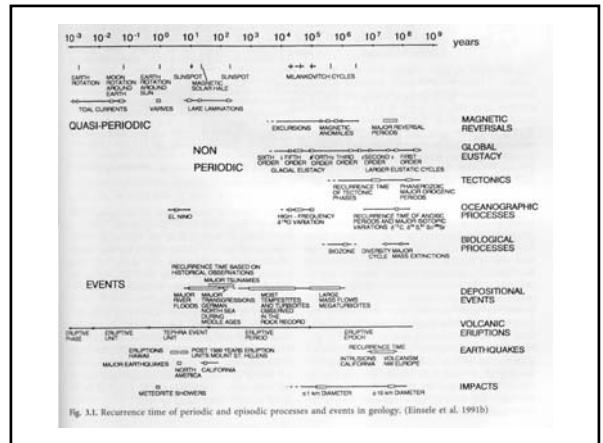 10⁻³ 10⁻² 10⁻¹ 10⁰ 10¹ 10² 10³ 10⁴ 10⁵ 10⁶ 10⁷ 10⁸ 10⁹ years
EARTH ROTATION
MOON ROTATION AROUND EARTH
EARTH ROTATION AROUND SUN
SUNSPOT
MAGNETIC SOLAR HALE
SUNSPOT
MILANKOVITCH CYCLES
TIDAL CURRENTS
VARVES
LAKE LAMINATIONS
QUASI-PERIODIC
EXCURSIONS
MAGNETIC ANOMALIES
MAJOR REVERSAL PERIODS
MAGNETIC REVERSALS
NON PERIODIC
SIXTH ORDER
FIFTH ORDER
FORTH ORDER
THIRD ORDER
SECOND ORDER
FIRST ORDER
GLACIAL EUSTACY
LARGER EUSTATIC CYCLES
GLOBAL EUSTACY
RECURRENCE TIME OF TECTONIC PHASES
PHANEROZOIC MAJOR OROGENIC PERIODS
TECTONICS
EL NINO
HIGH-FREQUENCY δ¹⁸O VARIATION
RECURRENCE TIME OF ANOXIC PERIODS AND MAJOR ISOTOPIC VARIATIONS
OCEANOGRAPHIC PROCESSES
BIOZONE
DIVERSITY CYCLE
MAJOR MASS EXTINCTIONS
BIOLOGICAL PROCESSES
EVENTS
RECURRENCE TIME BASED ON HISTORICAL OBSERVATIONS
MAJOR TSUNAMIES
MAJOR RIVER FLOODS
MAJOR TRANSGRESSIONS GERMAN NORTH SEA DURING MIDDLE AGES
MOST TEMPESTITES AND TURBIDITES OBSERVED IN THE ROCK RECORD
LARGE MASS FLOWS MEGATURBIDITES
DEPOSITIONAL EVENTS
ERUPTIVE PHASE
ERUPTIVE UNIT
TEPHRA EVENT UNIT
ERUPTIVE PERIOD
ERUPTIVE EPOCH
VOLCANIC ERUPTIONS
ERUPTIONS HAWAII
POST 1500 YEARS ERUPTION UNITS MOUNT ST. HELENS
RECURRENCE TIME
INTRUSIONS CALIFORNIA
VOLCANISM NW EUROPE
MAJOR EARTHQUAKES
NORTH AMERICA
CALIFORNIA
EARTHQUAKES
METEORITE SHOWERS
≥1 km DIAMETER
≥10 km DIAMETER
IMPACTS
Fig. 3.1. Recurrence time of periodic and episodic processes and events in geology. (Einsele et al. 1991b)